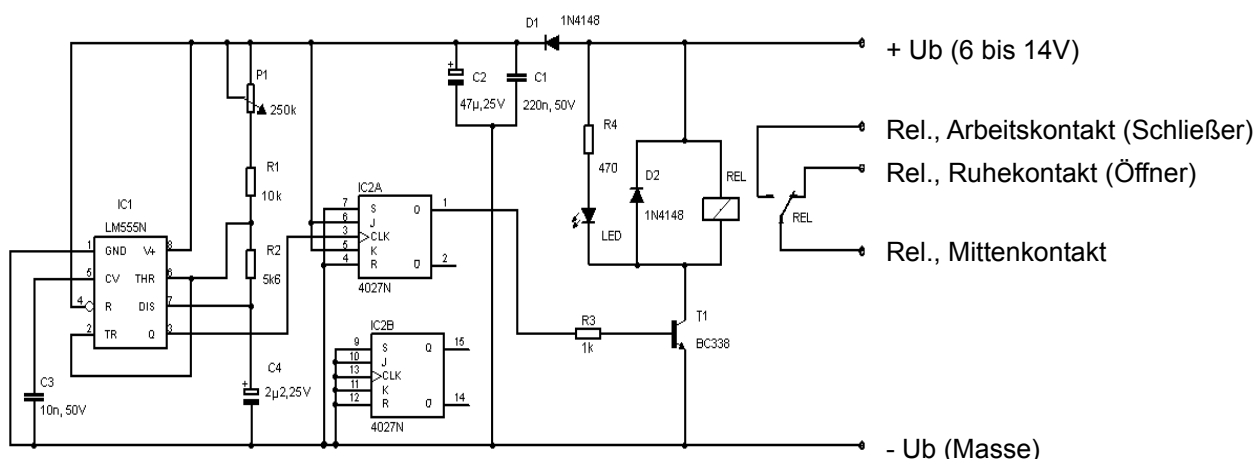 D1 1N4148
+ Ub (6 bis 14V)
P1
250k
C2
47µ,25V
C1
220n, 50V
R4
470
Rel., Arbeitskontakt (Schließer)
Rel., Ruhekontakt (Öffner)
REL
Rel., Mittenkontakt
D2
1N4148
REL
LED
R1
10k
IC1
LM555N
1 GND V+ 8
5 CV THR 6
4 R DIS 7
2 TR Q 3
R2
5k6
IC2A
7 S Q 1
6 J
3 CLK
5 K Q 2
4 R
4027N
R3
1k
T1
BC338
IC2B
9 S Q 15
10 J
13 CLK
11 K
12 R Q 14
4027N
C3
10n, 50V
C4
2µ2,25V
- Ub (Masse)